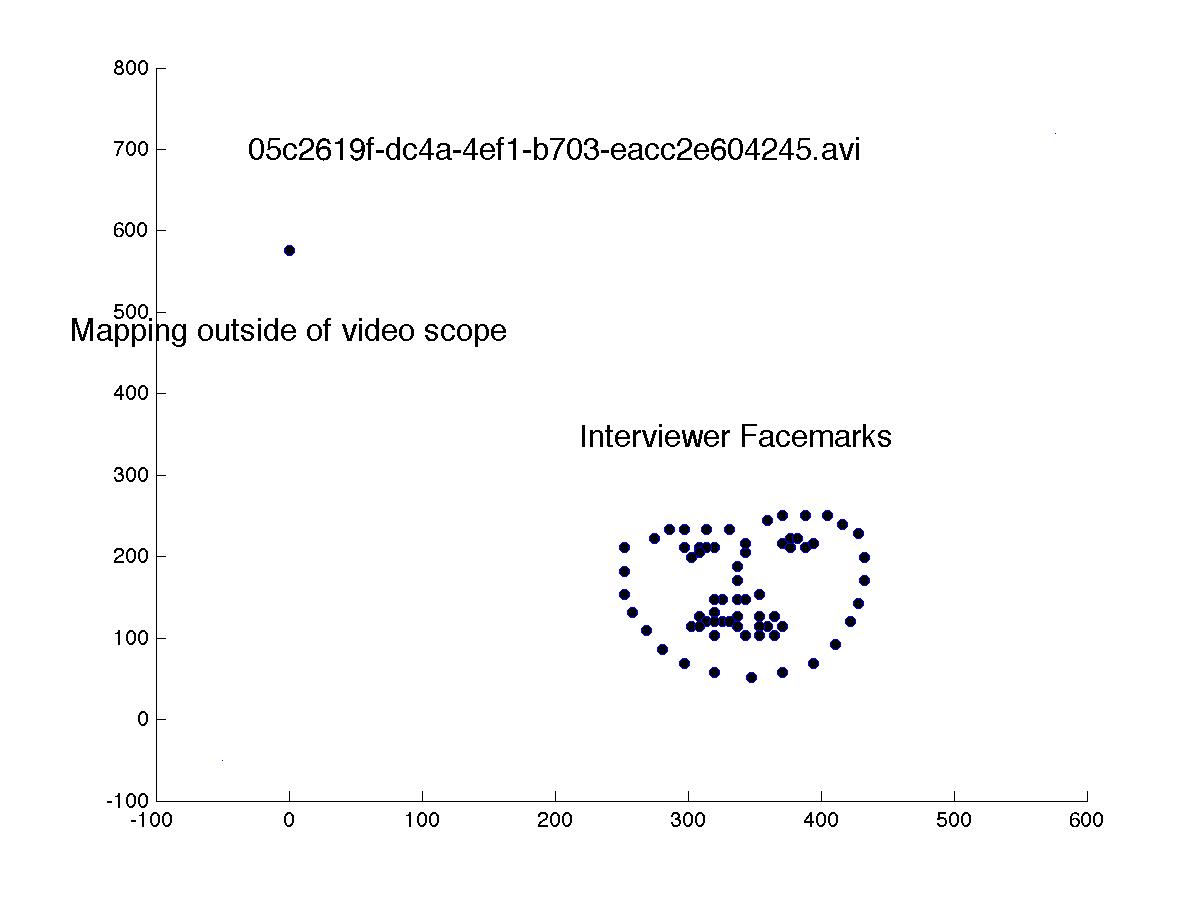 800
700
05c2619f-dc4a-4ef1-b703-eacc2e604245.avi
600
500
Mapping outside of video scope
400
Interviewer Facemarks
300
200
100
0
-100
-100 0 100 200 300 400 500 600